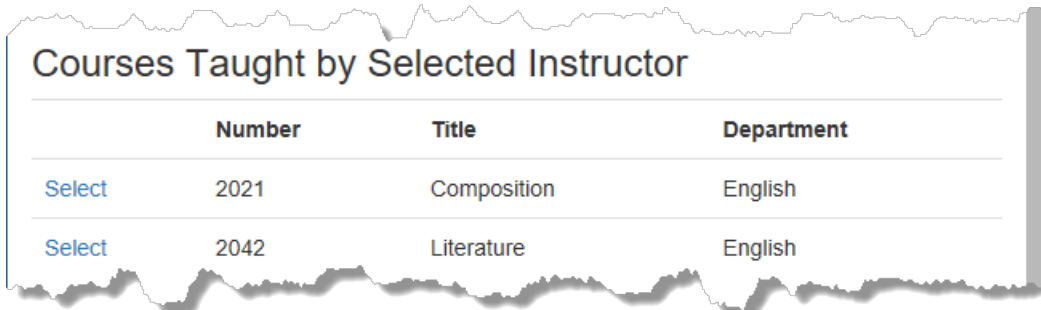 Courses Taught by Selected Instructor
Number Title Department
Select 2021 Composition English
Select 2042 Literature English